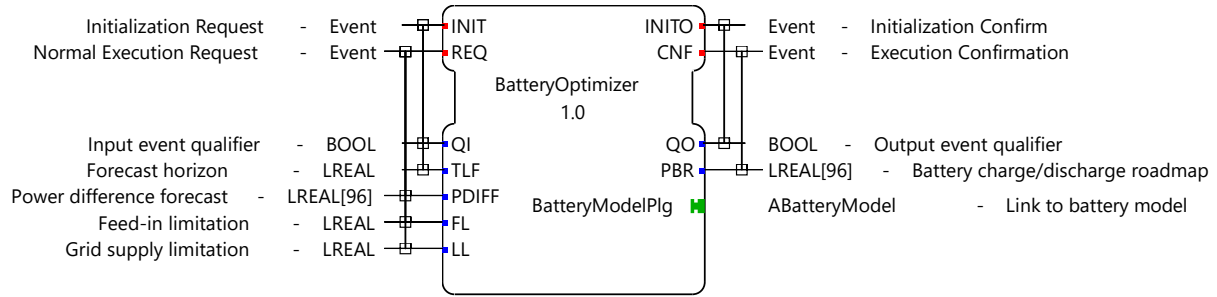 Initialization Request - Event INIT INITO Event - Initialization Confirm
Normal Execution Request - Event REQ CNF Event - Execution Confirmation
BatteryOptimizer
1.0
Input event qualifier - BOOL QI QO BOOL - Output event qualifier
Forecast horizon - LREAL TLF PBR LREAL[96] - Battery charge/discharge roadmap
Power difference forecast - LREAL[96] PDIFF BatteryModelPlg ABatteryModel - Link to battery model
Feed-in limitation - LREAL FL
Grid supply limitation - LREAL LL